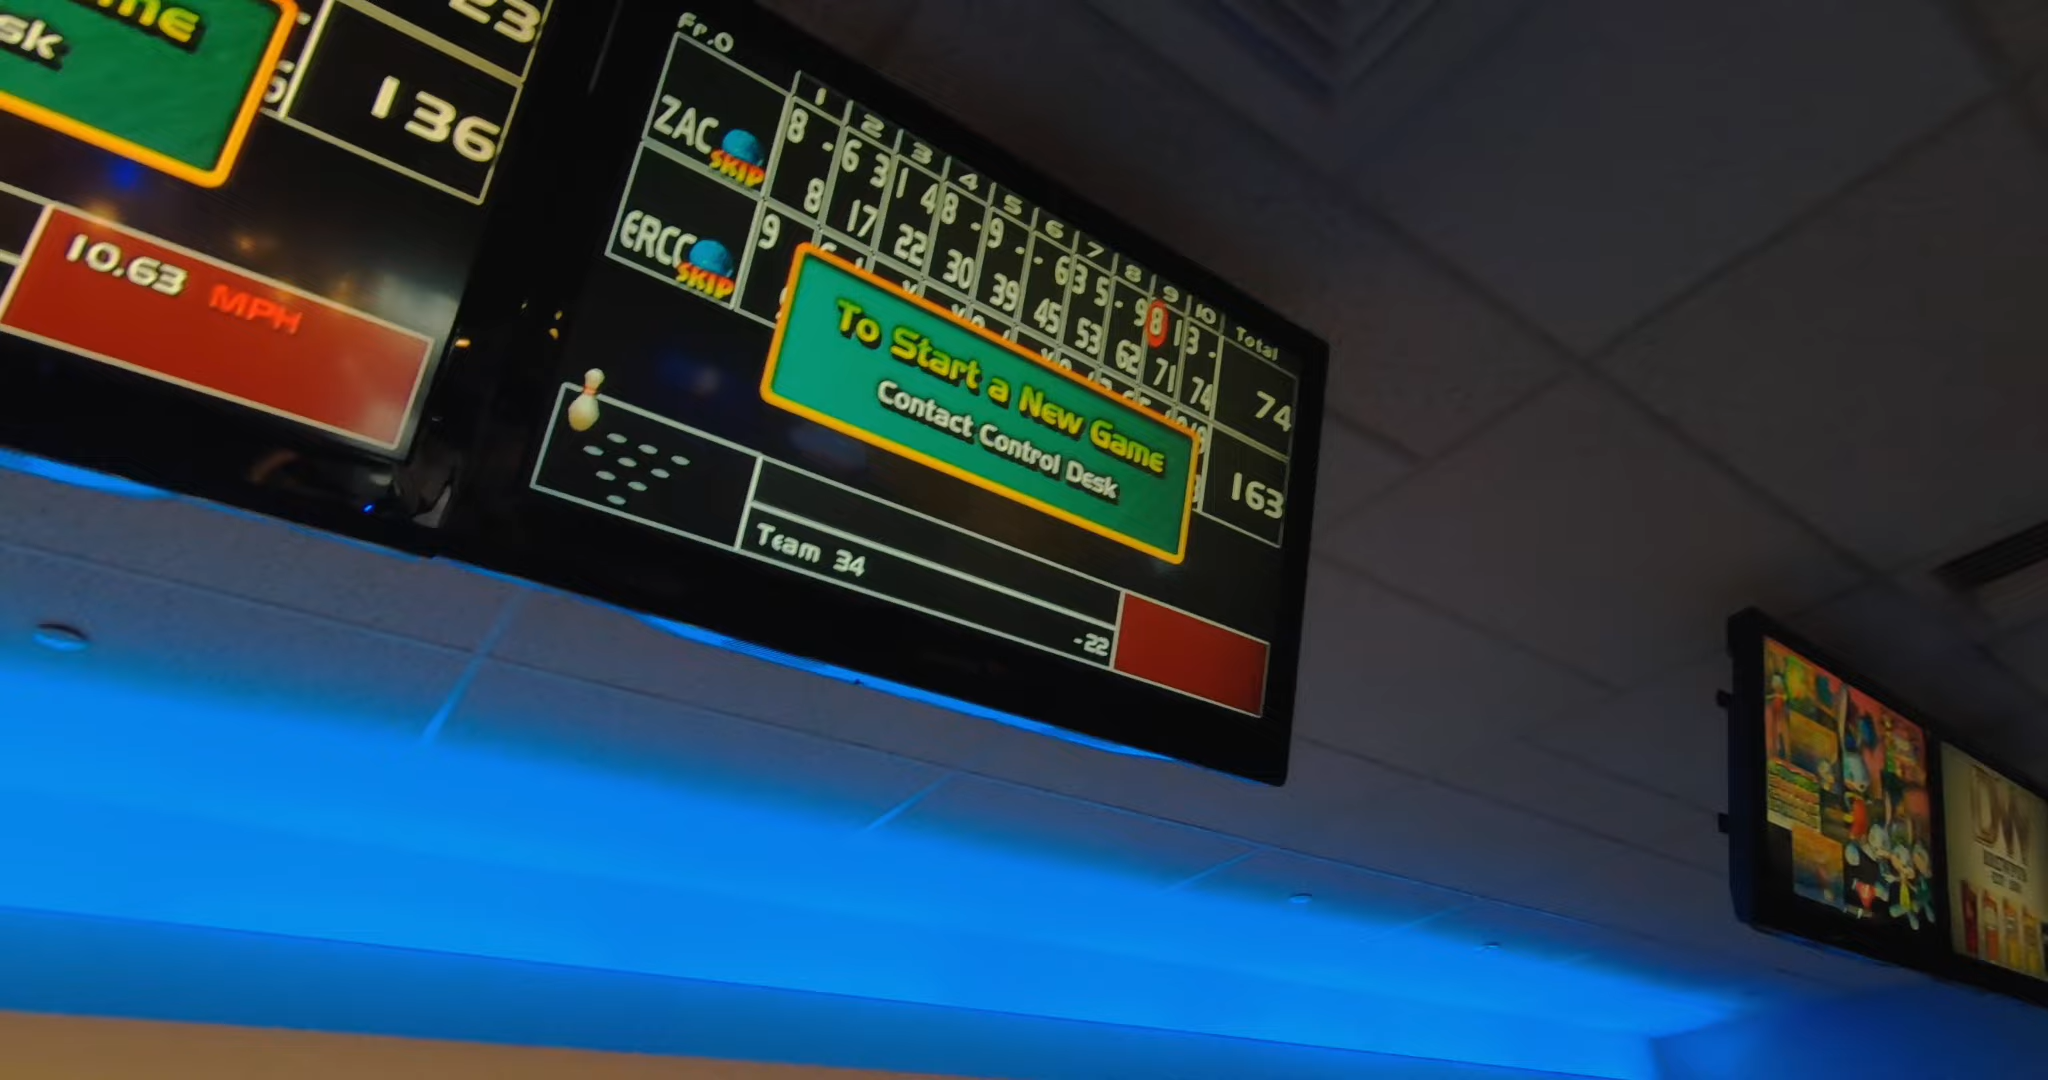 me
sk
23
136
10.63 MPH
Fr.0
1 2 3 4 5 6 7 8 9 10 Total
ZAC SKIP 8 - 6 3 1 4 8 - 9 - - 6 3 5 - 9 8 1 3 -
8 17 22 30 39 45 53 62 71 74 74
ERCC SKIP 9
163
To Start a New Game
Contact Control Desk
Team 34
-22
DW